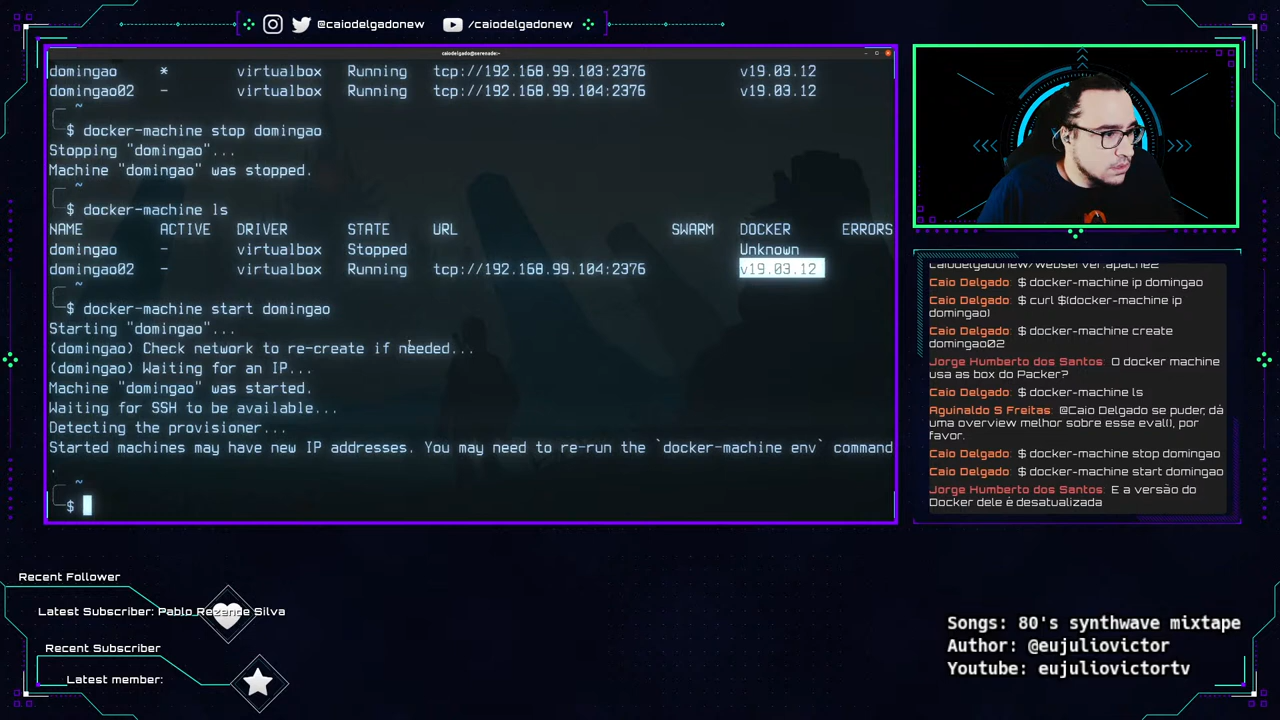 @caiodelgadonew /caiodelgadonew
caiodelgado@serenade:~
domingao * virtualbox Running tcp://192.168.99.103:2376 v19.03.12
domingao02 - virtualbox Running tcp://192.168.99.104:2376 v19.03.12
~
$ docker-machine stop domingao
Stopping "domingao"...
Machine "domingao" was stopped.
~
$ docker-machine ls
NAME ACTIVE DRIVER STATE URL SWARM DOCKER ERRORS
domingao - virtualbox Stopped Unknown
domingao02 - virtualbox Running tcp://192.168.99.104:2376 v19.03.12
~
$ docker-machine start domingao
Starting "domingao"...
(domingao) Check network to re-create if needed...
(domingao) Waiting for an IP...
Machine "domingao" was started.
Waiting for SSH to be available...
Detecting the provisioner...
Started machines may have new IP addresses. You may need to re-run the `docker-machine env` command
.
~
$
caiodelgadonew/webserver:apache2
Caio Delgado: $ docker-machine ip domingao
Caio Delgado: $ curl $(docker-machine ip
domingao)
Caio Delgado: $ docker-machine create
domingao02
Jorge Humberto dos Santos: O docker machine
usa as box do Packer?
Caio Delgado: $ docker-machine ls
Aguinaldo S Freitas: @Caio Delgado se puder, dá
uma overview melhor sobre esse eval(), por
favor.
Caio Delgado: $ docker-machine stop domingao
Caio Delgado: $ docker-machine start domingao
Jorge Humberto dos Santos: E a versão do
Docker dele é desatualizada
Recent Follower
Latest Subscriber: Pablo Rezende Silva
Recent Subscriber
Latest member:
Songs: 80's synthwave mixtape
Author: @eujuliovictor
Youtube: eujuliovictortv